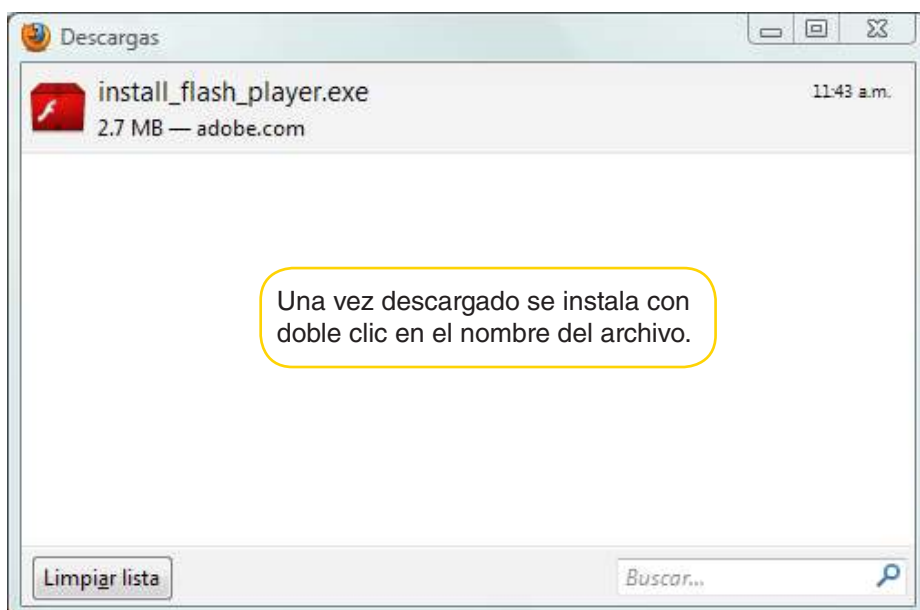 Descargas
install_flash_player.exe
11:43 a.m.
2.7 MB — adobe.com
Una vez descargado se instala con
doble clic en el nombre del archivo.
Limpiar lista
Buscar...